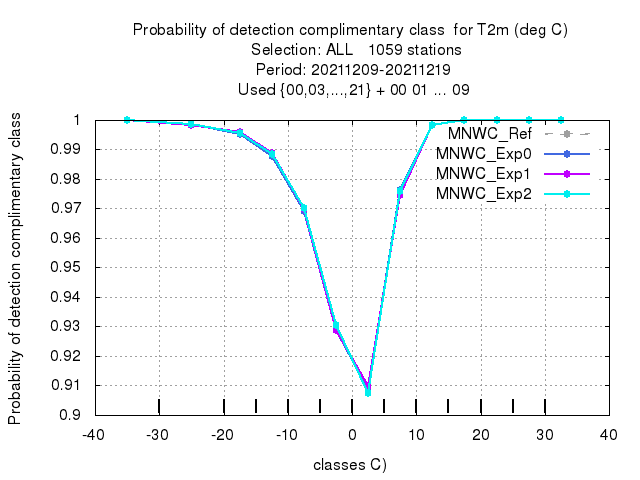 Probability of detection complimentary class  for T2m (deg C)
Selection: ALL   1059 stations
Period: 20211209-20211219
Used {00,03,...,21} + 00 01 ... 09
Probability of detection complimentary class
1
0.99
0.98
0.97
0.96
0.95
0.94
0.93
0.92
0.91
0.9
MNWC_Ref
MNWC_Exp0
MNWC_Exp1
MNWC_Exp2
-40 -30 -20 -10 0 10 20 30 40
classes C)